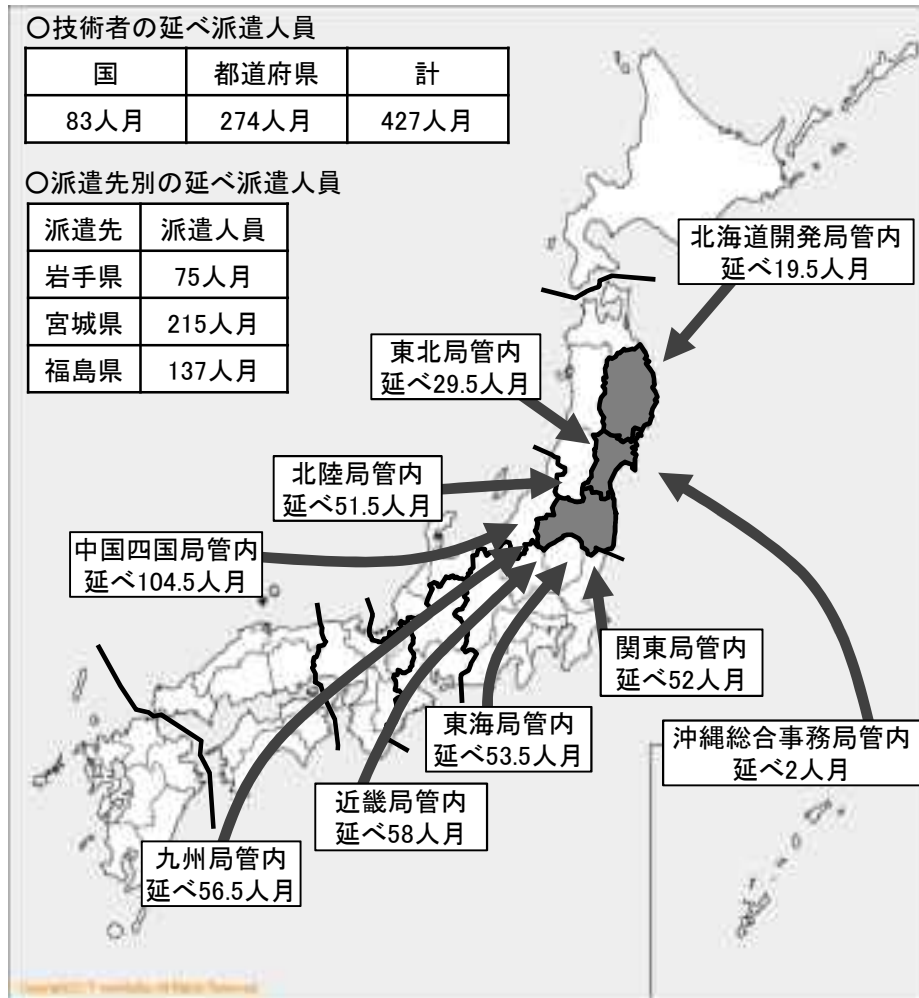 〇技術者の延べ派遣人員
国 都道府県 計
83人月 274人月 427人月
〇派遣先別の延べ派遣人員
派遣先 派遣人員
岩手県 75人月
宮城県 215人月
福島県 137人月
北海道開発局管内
延べ19.5人月
東北局管内
延べ29.5人月
北陸局管内
延べ51.5人月
中国四国局管内
延べ104.5人月
関東局管内
延べ52人月
東海局管内
延べ53.5人月
沖縄総合事務局管内
延べ2人月
近畿局管内
延べ58人月
九州局管内
延べ56.5人月